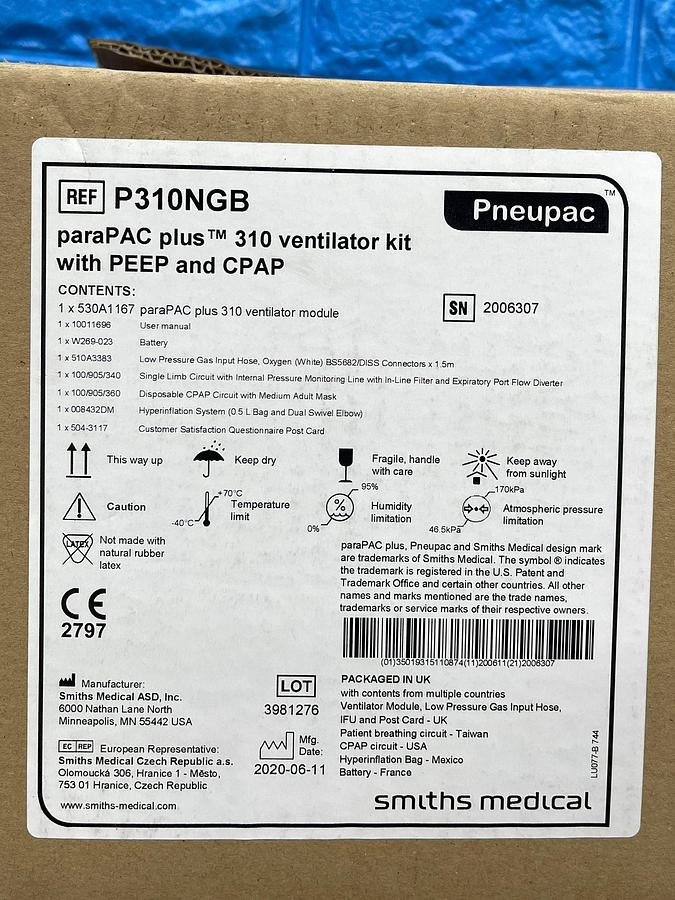 REF P310NGB
Pneupac™
paraPAC plus™ 310 ventilator kit
with PEEP and CPAP
CONTENTS:
1 x 530A1167 paraPAC plus 310 ventilator module
SN 2006307
1 x 10011696 User manual
1 x W269-023 Battery
1 x 510A3383 Low Pressure Gas Input Hose, Oxygen (White) BS5682/DISS Connectors x 1.5m
1 x 100/905/340 Single Limb Circuit with Internal Pressure Monitoring Line with In-Line Filter and Expiratory Port Flow Diverter
1 x 100/905/360 Disposable CPAP Circuit with Medium Adult Mask
1 x 008432DM Hyperinflation System (0.5 L Bag and Dual Swivel Elbow)
1 x 504-3117 Customer Satisfaction Questionnaire Post Card
This way up
Keep dry
Fragile, handle
with care
Keep away
from sunlight
Caution
+70°C
-40°C
Temperature
limit
95%
%
0%
Humidity
limitation
170kPa
46.5kPa
Atmospheric pressure
limitation
LATEX
Not made with
natural rubber
latex
paraPAC plus, Pneupac and Smiths Medical design mark
are trademarks of Smiths Medical. The symbol ® indicates
the trademark is registered in the U.S. Patent and
Trademark Office and certain other countries. All other
names and marks mentioned are the trade names,
trademarks or service marks of their respective owners.
CE
2797
(01)35019315110874(11)200611(21)2006307
Manufacturer:
Smiths Medical ASD, Inc.
6000 Nathan Lane North
Minneapolis, MN 55442 USA
LOT
3981276
EC REP European Representative:
Smiths Medical Czech Republic a.s.
Olomoucká 306, Hranice 1 - Město,
753 01 Hranice, Czech Republic
Mfg.
Date:
2020-06-11
www.smiths-medical.com
PACKAGED IN UK
with contents from multiple countries
Ventilator Module, Low Pressure Gas Input Hose,
IFU and Post Card - UK
Patient breathing circuit - Taiwan
CPAP circuit - USA
Hyperinflation Bag - Mexico
Battery - France
LU077-B 744
smiths medical